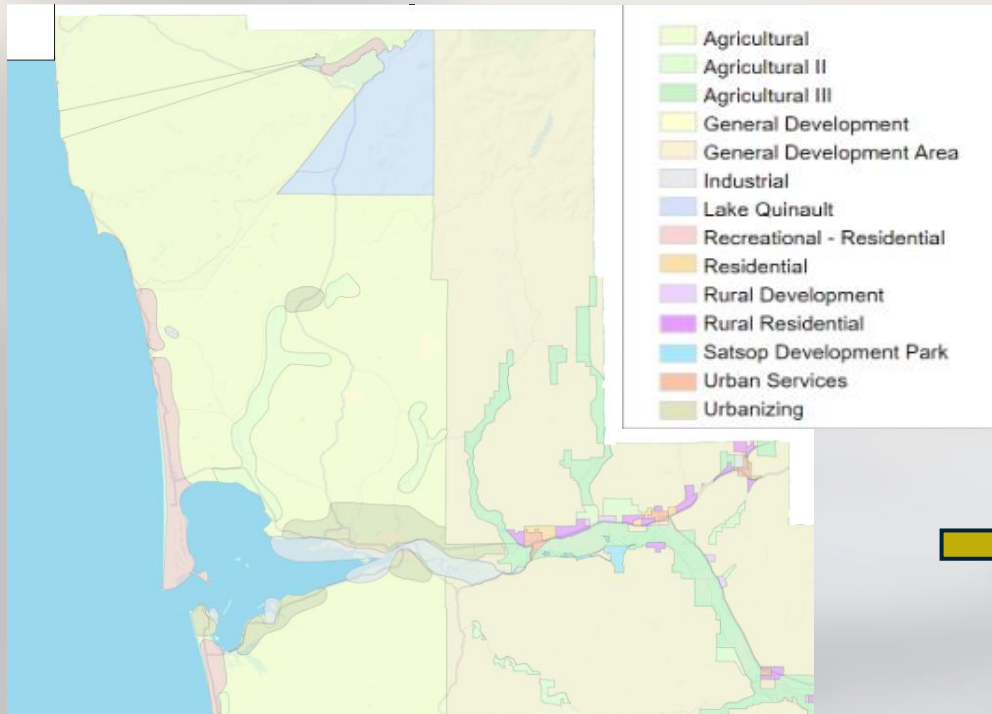 Agricultural
Agricultural II
Agricultural III
General Development
General Development Area
Industrial
Lake Quinault
Recreational - Residential
Residential
Rural Development
Rural Residential
Satsop Development Park
Urban Services
Urbanizing